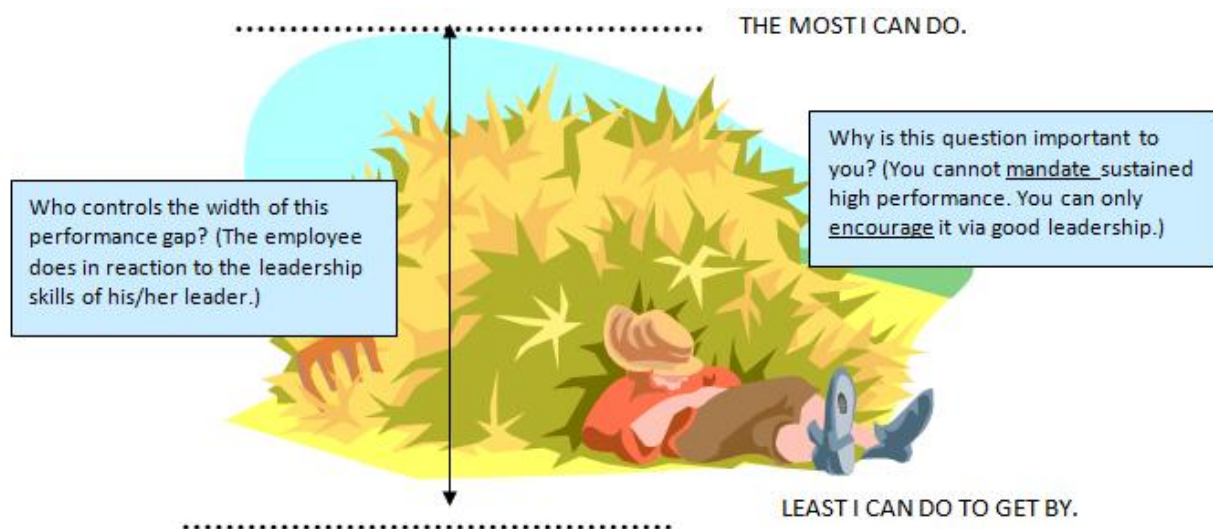 THE MOST I CAN DO.
Who controls the width of this
performance gap? (The employee
does in reaction to the leadership
skills of his/her leader.)
Why is this question important to
you? (You cannot mandate sustained
high performance. You can only
encourage it via good leadership.)
LEAST I CAN DO TO GET BY.